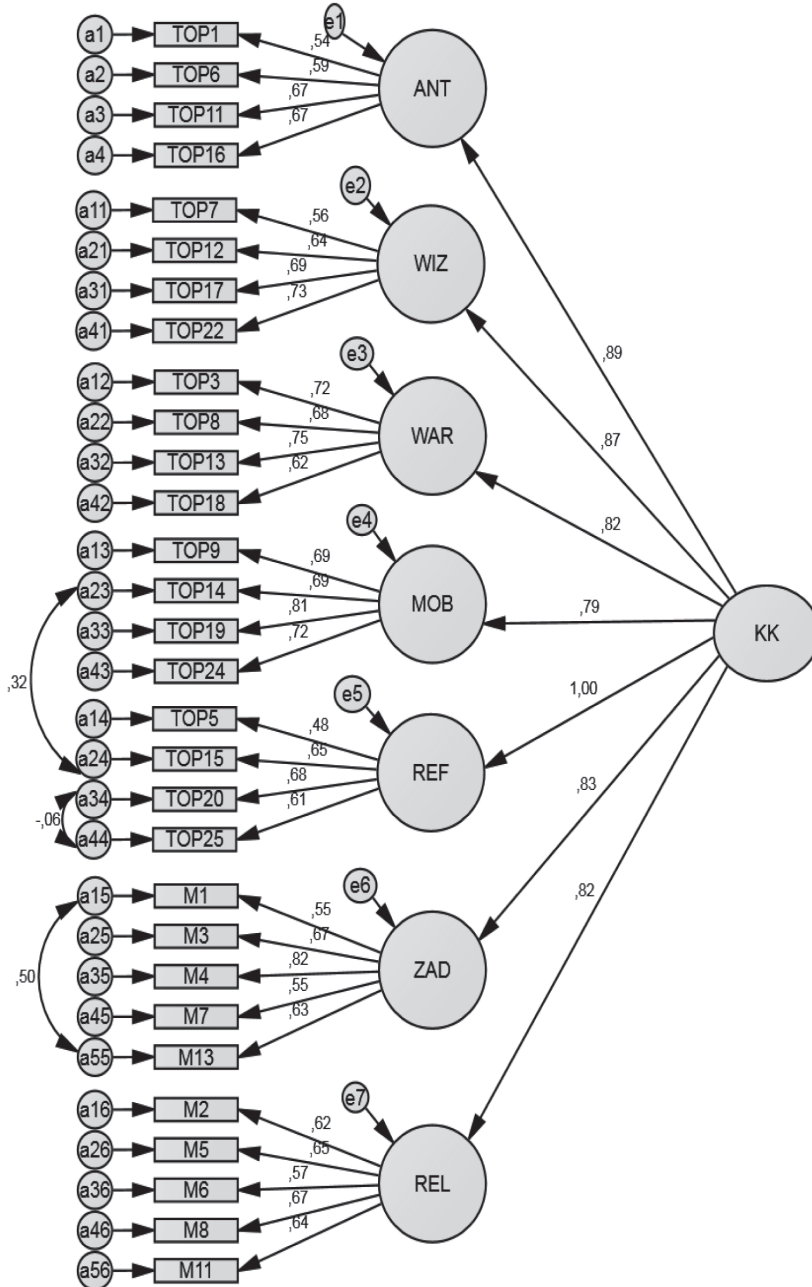 e1
a1 TOP1 ,54
a2 TOP6 ,59 ANT
a3 TOP11 ,67
a4 TOP16 ,67
e2
a11 TOP7 ,56
a21 TOP12 ,64 WIZ
a31 TOP17 ,69
a41 TOP22 ,73
,89
e3
a12 TOP3 ,72
a22 TOP8 ,68 WAR
,87
a32 TOP13 ,75
a42 TOP18 ,62
,82
e4
a13 TOP9 ,69
a23 TOP14 ,69 MOB
,79
a33 TOP19 ,81 KK
a43 TOP24 ,72
,32
1,00
e5
a14 TOP5 ,48
a24 TOP15 ,65 REF
a34 TOP20 ,68
,83
-,06
a44 TOP25 ,61
e6
,82
a15 M1 ,55
a25 M3 ,67
,50
a35 M4 ,82 ZAD
a45 M7 ,55
a55 M13 ,63
e7
a16 M2 ,62
a26 M5 ,65
a36 M6 ,57 REL
a46 M8 ,67
a56 M11 ,64